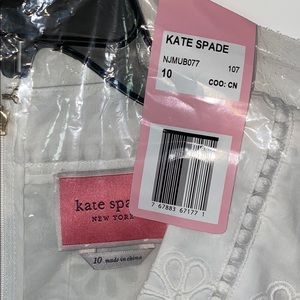 KATE SPADE
NJMUB077 107
10
COO: CN
7 67883 67177 1
kate spade
NEW YORK
10 made in china